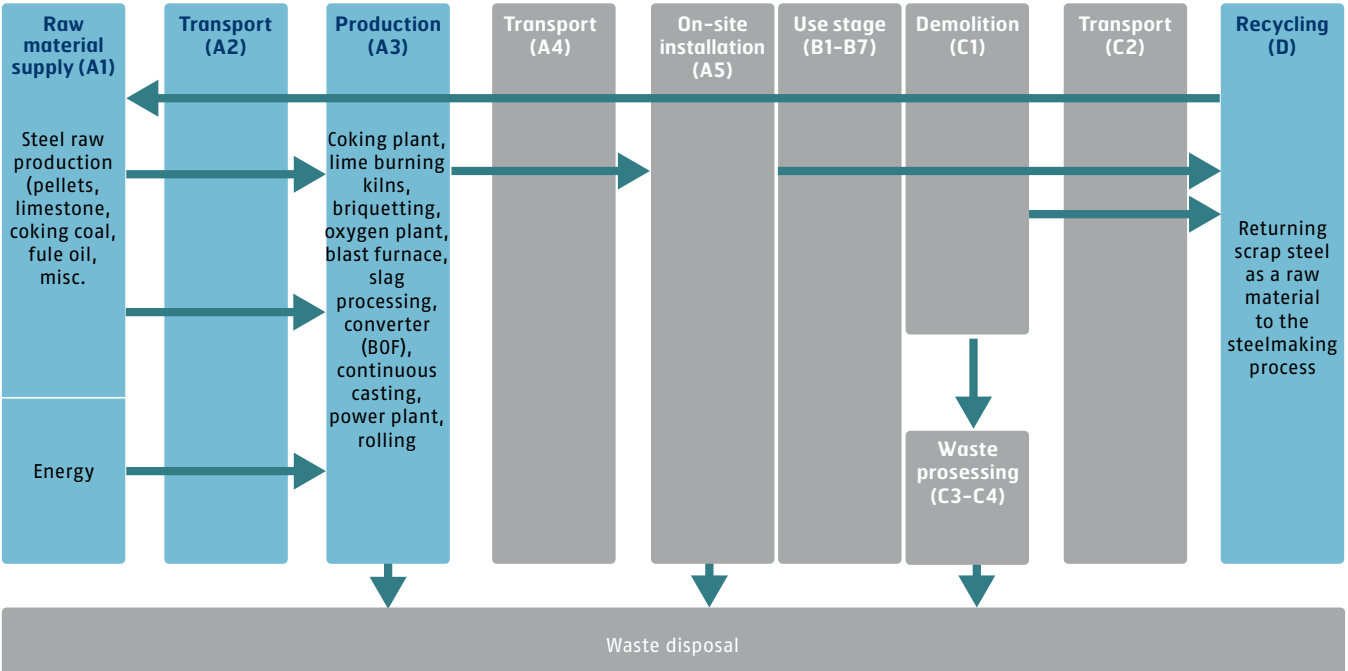 Raw
material
supply (A1)
Transport
(A2)
Production
(A3)
Transport
(A4)
On-site
installation
(A5)
Use stage
(B1-B7)
Demolition
(C1)
Transport
(C2)
Recycling
(D)
Steel raw
production
(pellets,
limestone,
coking coal,
fule oil,
misc.
Energy
Coking plant,
lime burning
kilns,
briquetting,
oxygen plant,
blast furnace,
slag
processing,
converter
(BOF),
continuous
casting,
power plant,
rolling
Waste
prosessing
(C3-C4)
Returning
scrap steel
as a raw
material
to the
steelmaking
process
Waste disposal